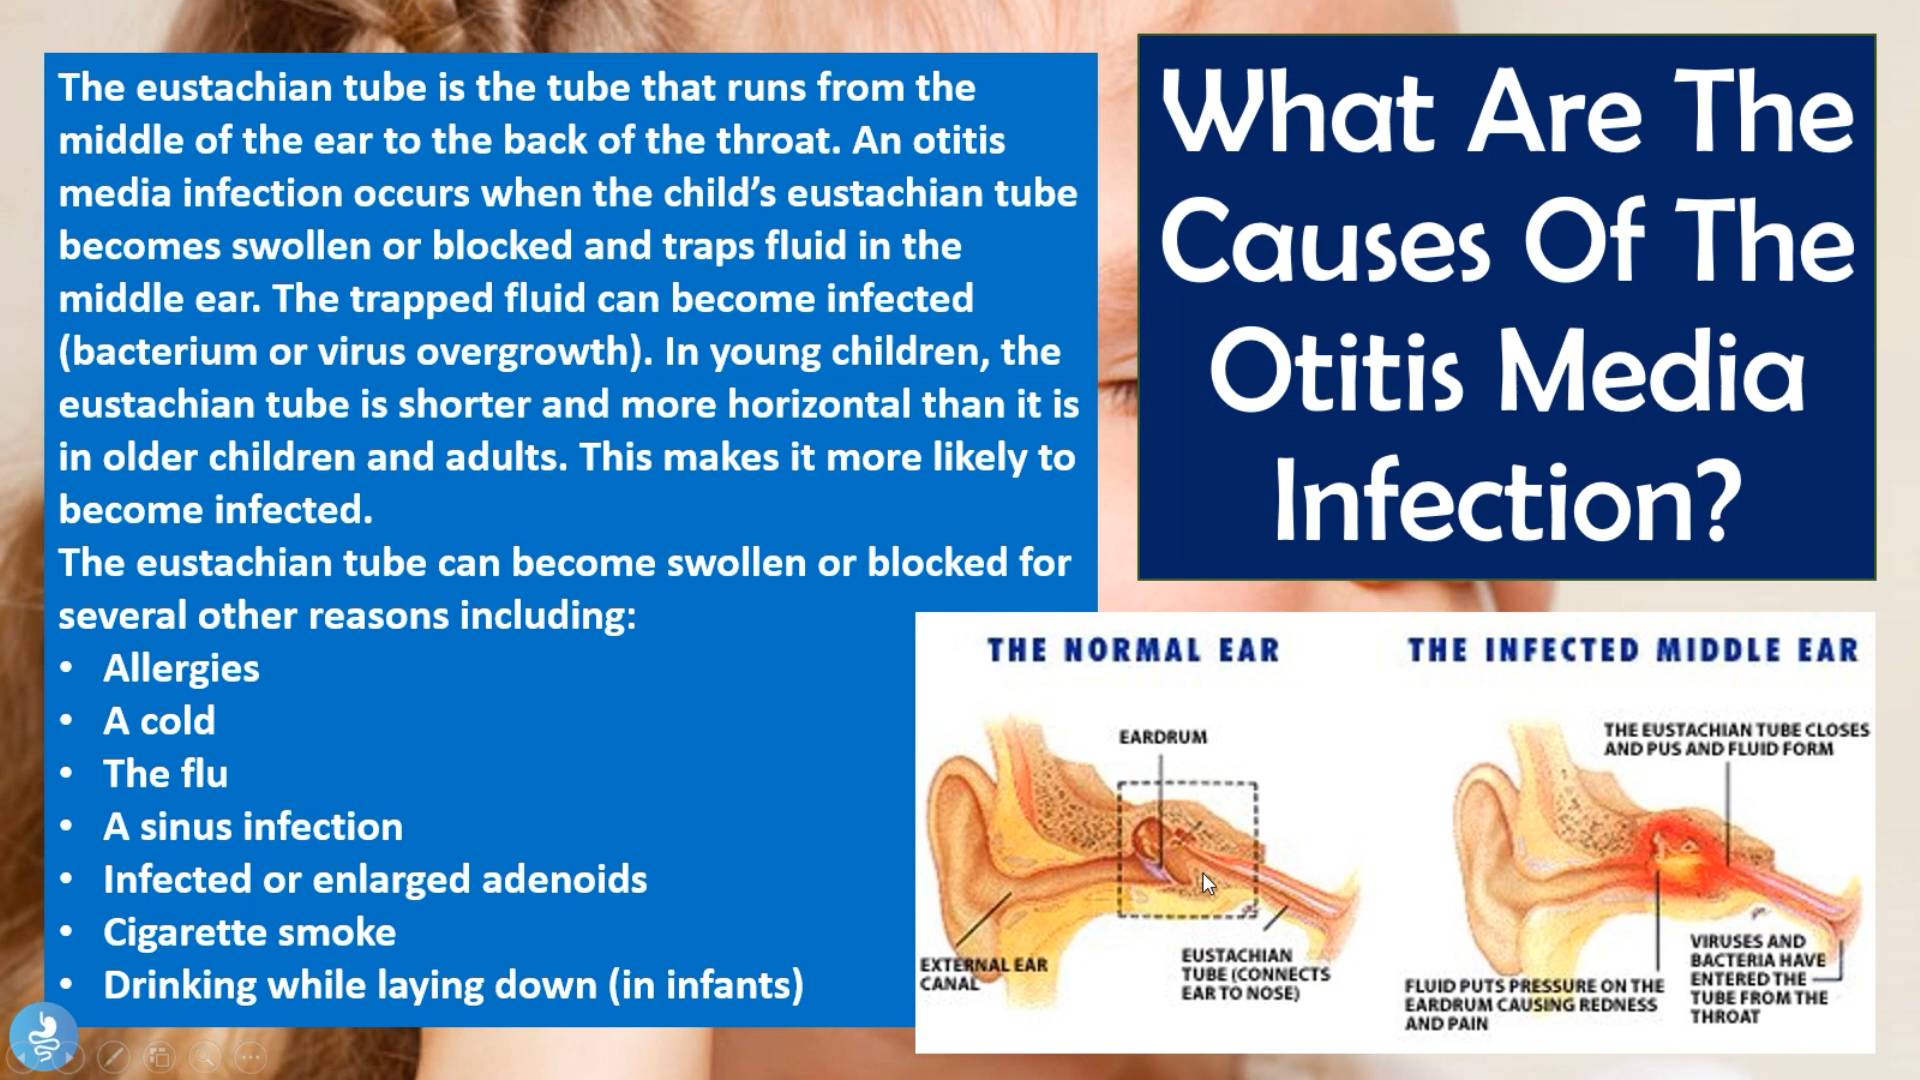 The eustachian tube is the tube that runs from the
middle of the ear to the back of the throat. An otitis
media infection occurs when the child’s eustachian tube
becomes swollen or blocked and traps fluid in the
middle ear. The trapped fluid can become infected
(bacterium or virus overgrowth). In young children, the
eustachian tube is shorter and more horizontal than it is
in older children and adults. This makes it more likely to
become infected.
The eustachian tube can become swollen or blocked for
several other reasons including:
• Allergies
• A cold
• The flu
• A sinus infection
• Infected or enlarged adenoids
• Cigarette smoke
• Drinking while laying down (in infants)
What Are The
Causes Of The
Otitis Media
Infection?
THE NORMAL EAR
EARDRUM
EXTERNAL EAR
CANAL
EUSTACHIAN
TUBE (CONNECTS
EAR TO NOSE)
THE INFECTED MIDDLE EAR
THE EUSTACHIAN TUBE CLOSES
AND PUS AND FLUID FORM
FLUID PUTS PRESSURE ON THE
EARDRUM CAUSING REDNESS
AND PAIN
VIRUSES AND
BACTERIA HAVE
ENTERED THE
TUBE FROM THE
THROAT